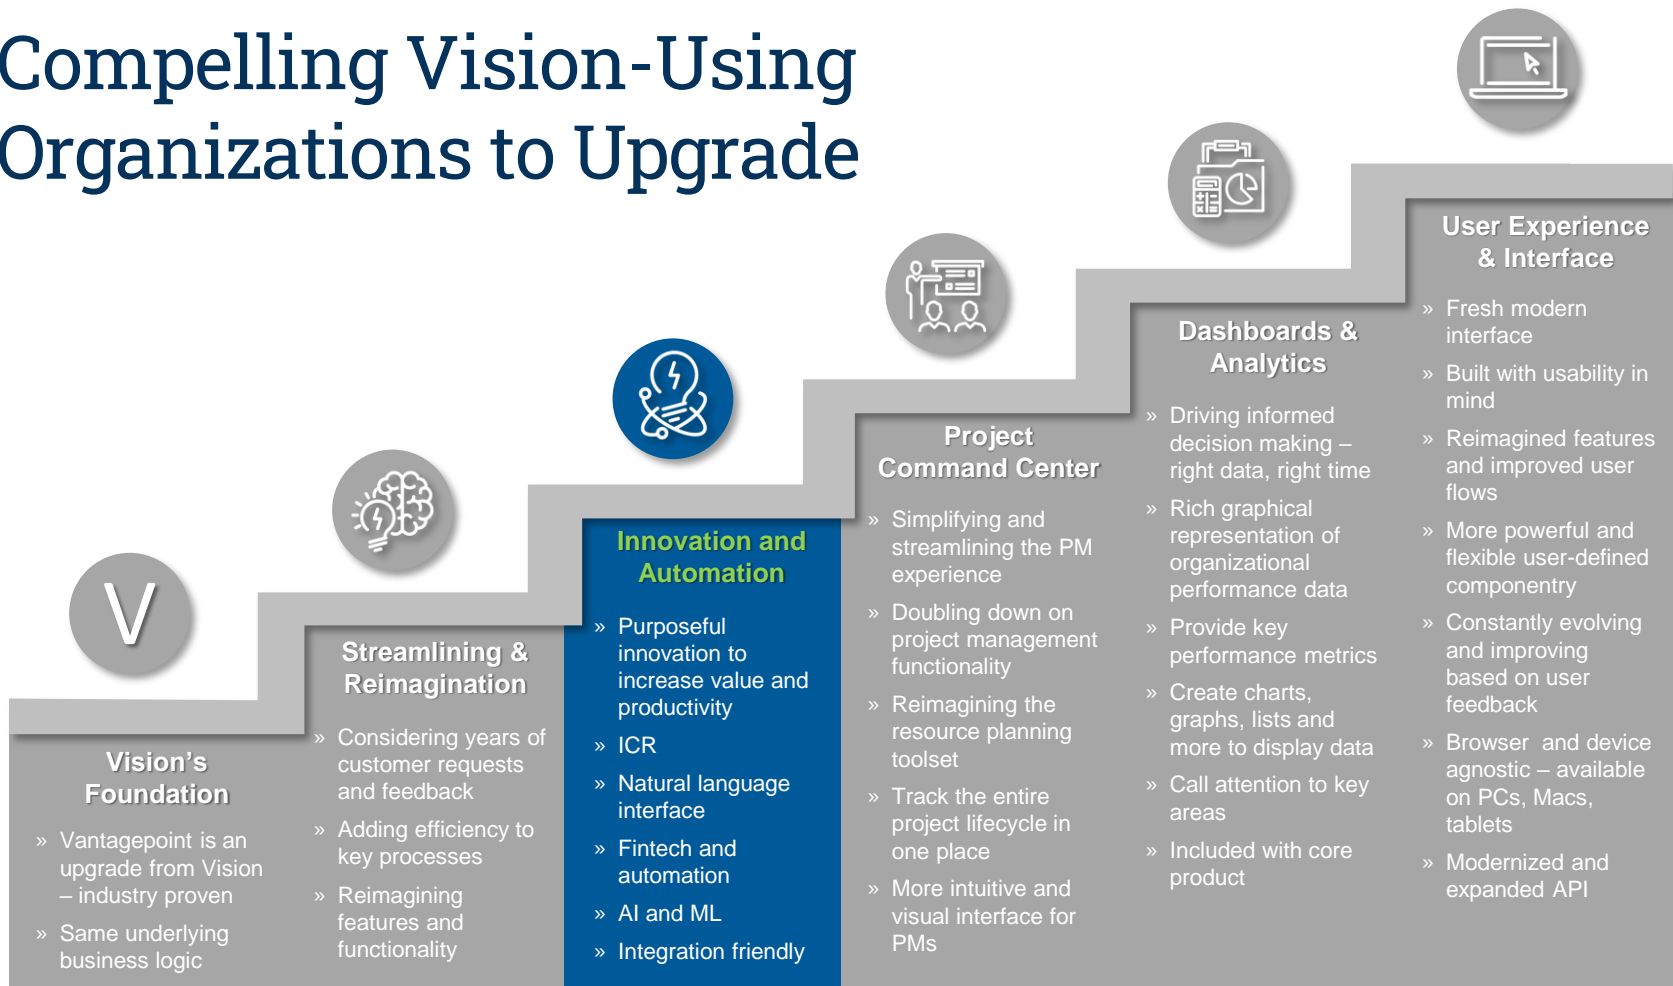 Compelling Vision-Using
Organizations to Upgrade
V
Vision's
Foundation
» Vantagepoint is an
upgrade from Vision
– industry proven
» Same underlying
business logic
Streamlining &
Reimagination
» Considering years of
customer requests
and feedback
» Adding efficiency to
key processes
» Reimagining
features and
functionality
Innovation and
Automation
» Purposeful
innovation to
increase value and
productivity
» ICR
» Natural language
interface
» Fintech and
automation
» AI and ML
» Integration friendly
Project
Command Center
» Simplifying and
streamlining the PM
experience
» Doubling down on
project management
functionality
» Reimagining the
resource planning
toolset
» Track the entire
project lifecycle in
one place
» More intuitive and
visual interface for
PMs
Dashboards &
Analytics
» Driving informed
decision making –
right data, right time
» Rich graphical
representation of
organizational
performance data
» Provide key
performance metrics
» Create charts,
graphs, lists and
more to display data
» Call attention to key
areas
» Included with core
product
User Experience
& Interface
» Fresh modern
interface
» Built with usability in
mind
» Reimagined features
and improved user
flows
» More powerful and
flexible user-defined
componentry
» Constantly evolving
and improving
based on user
feedback
» Browser and device
agnostic – available
on PCs, Macs,
tablets
» Modernized and
expanded API